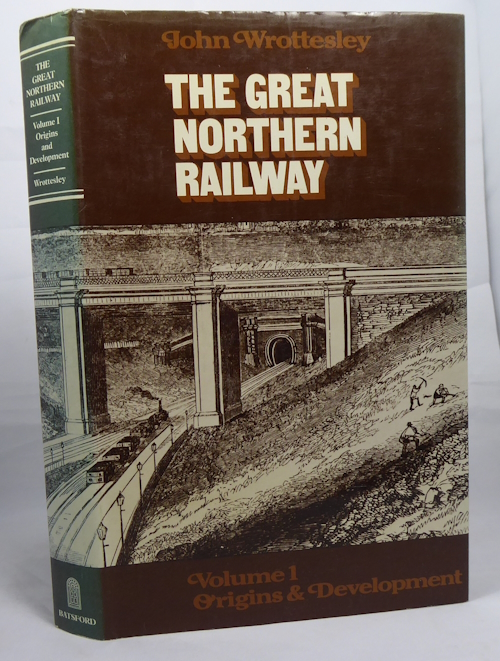 John Wrottesley
THE GREAT
NORTHERN
RAILWAY
Volume 1
Origins & Development
THE
GREAT
NORTHERN
RAILWAY
Volume 1
Origins
and
Development
Wrottesley
BATSFORD